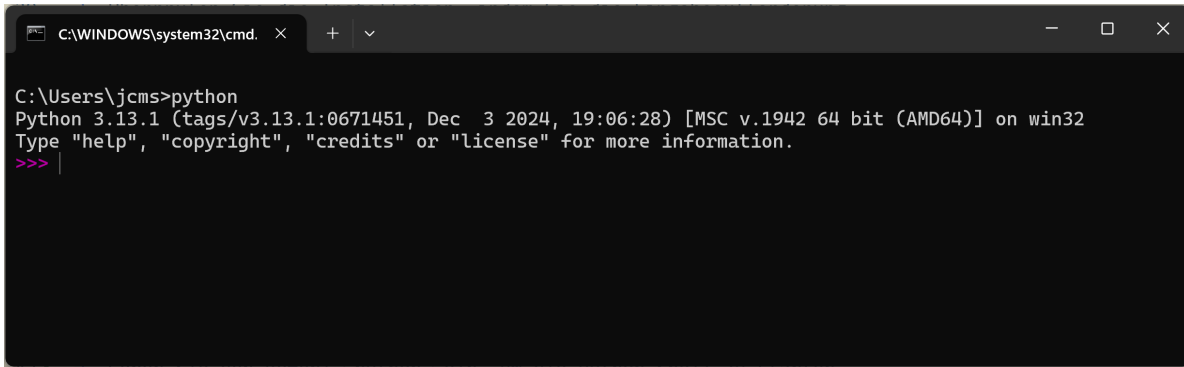 C:\WINDOWS\system32\cmd.
C:\Users\jcms>python
Python 3.13.1 (tags/v3.13.1:0671451, Dec  3 2024, 19:06:28) [MSC v.1942 64 bit (AMD64)] on win32
Type "help", "copyright", "credits" or "license" for more information.
>>>